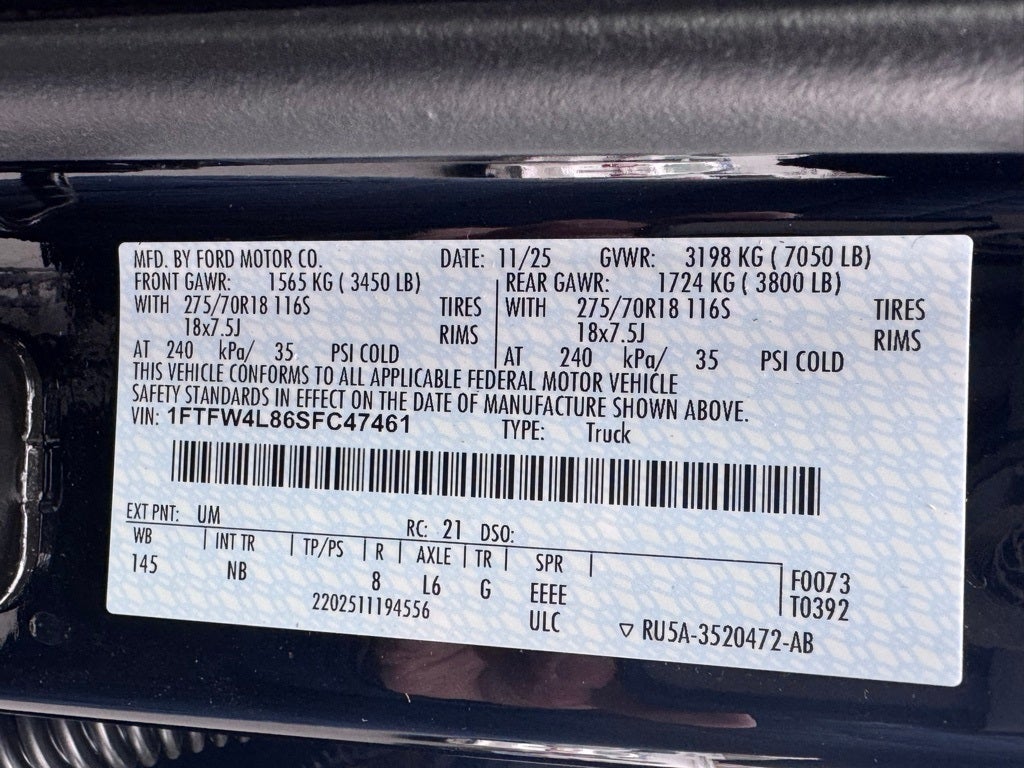 MFD. BY FORD MOTOR CO. DATE: 11/25 GVWR: 3198 KG ( 7050 LB)
FRONT GAWR: 1565 KG ( 3450 LB) REAR GAWR: 1724 KG ( 3800 LB)
WITH 275/70R18 116S TIRES WITH 275/70R18 116S TIRES
18x7.5J RIMS 18x7.5J RIMS
AT 240 kPa/ 35 PSI COLD AT 240 kPa/ 35 PSI COLD
THIS VEHICLE CONFORMS TO ALL APPLICABLE FEDERAL MOTOR VEHICLE
SAFETY STANDARDS IN EFFECT ON THE DATE OF MANUFACTURE SHOWN ABOVE.
VIN: 1FTFW4L86SFC47461 TYPE: Truck
EXT PNT: UM RC: 21 DSO:
WB INT TR TP/PS R AXLE TR SPR
145 NB 8 L6 G EEEE F0073
2202511194556 ULC T0392
RU5A-3520472-AB